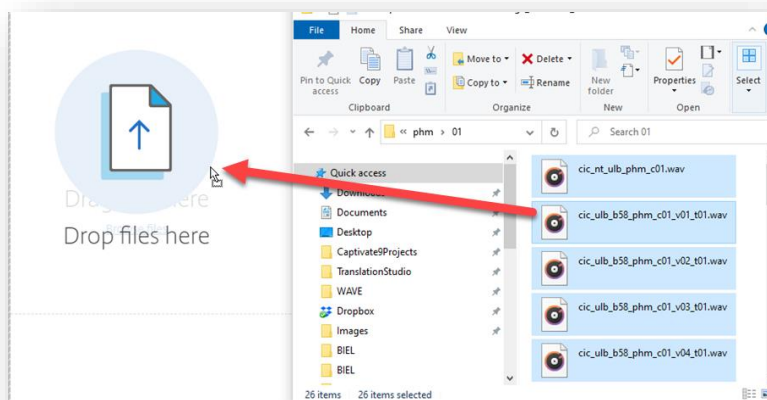 File Home Share View
Pin to Quick access
Copy
Paste
Move to
Copy to
Delete
Rename
New folder
Properties
Select
Clipboard
Organize
New
Open
« phm › 01
Search 01
Drop files here
Quick access
Downloads
Documents
Desktop
Captivate9Projects
TranslationStudio
WAVE
Dropbox
Images
BIEL
BIEL
cic_nt_ulb_phm_c01.wav
cic_ulb_b58_phm_c01_v01_t01.wav
cic_ulb_b58_phm_c01_v02_t01.wav
cic_ulb_b58_phm_c01_v03_t01.wav
cic_ulb_b58_phm_c01_v04_t01.wav
26 items 26 items selected